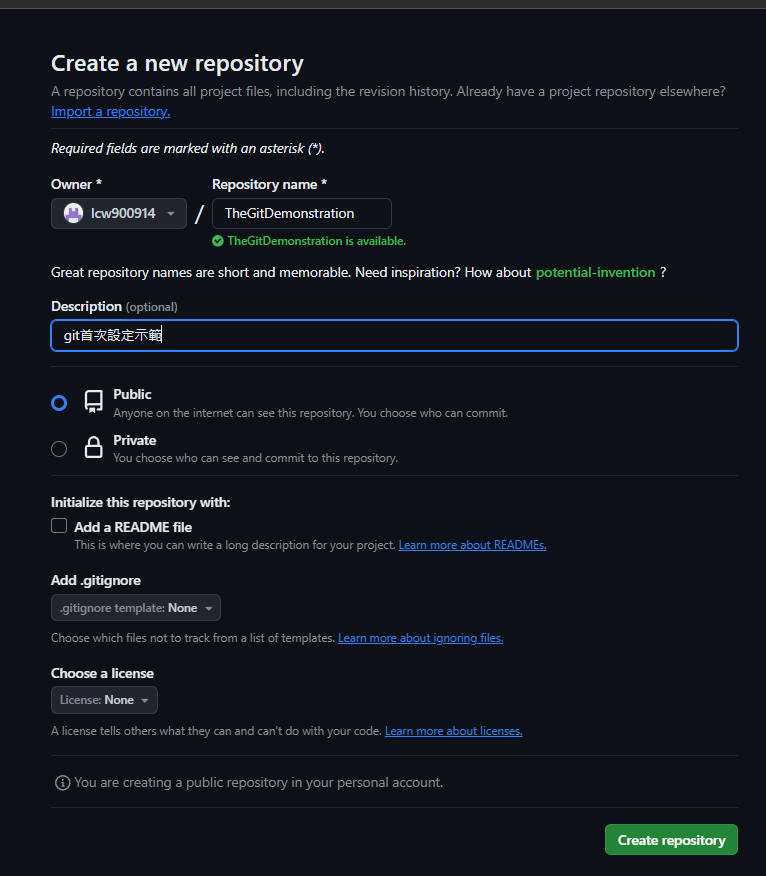 Create a new repository
A repository contains all project files, including the revision history. Already have a project repository elsewhere?
Import a repository.
Required fields are marked with an asterisk (*).
Owner *
Repository name *
lcw900914
/
TheGitDemonstration
TheGitDemonstration is available.
Great repository names are short and memorable. Need inspiration? How about potential-invention ?
Description (optional)
git首次設定示範
Public
Anyone on the internet can see this repository. You choose who can commit.
Private
You choose who can see and commit to this repository.
Initialize this repository with:
Add a README file
This is where you can write a long description for your project. Learn more about READMEs.
Add .gitignore
.gitignore template: None
Choose which files not to track from a list of templates. Learn more about ignoring files.
Choose a license
License: None
A license tells others what they can and can't do with your code. Learn more about licenses.
You are creating a public repository in your personal account.
Create repository